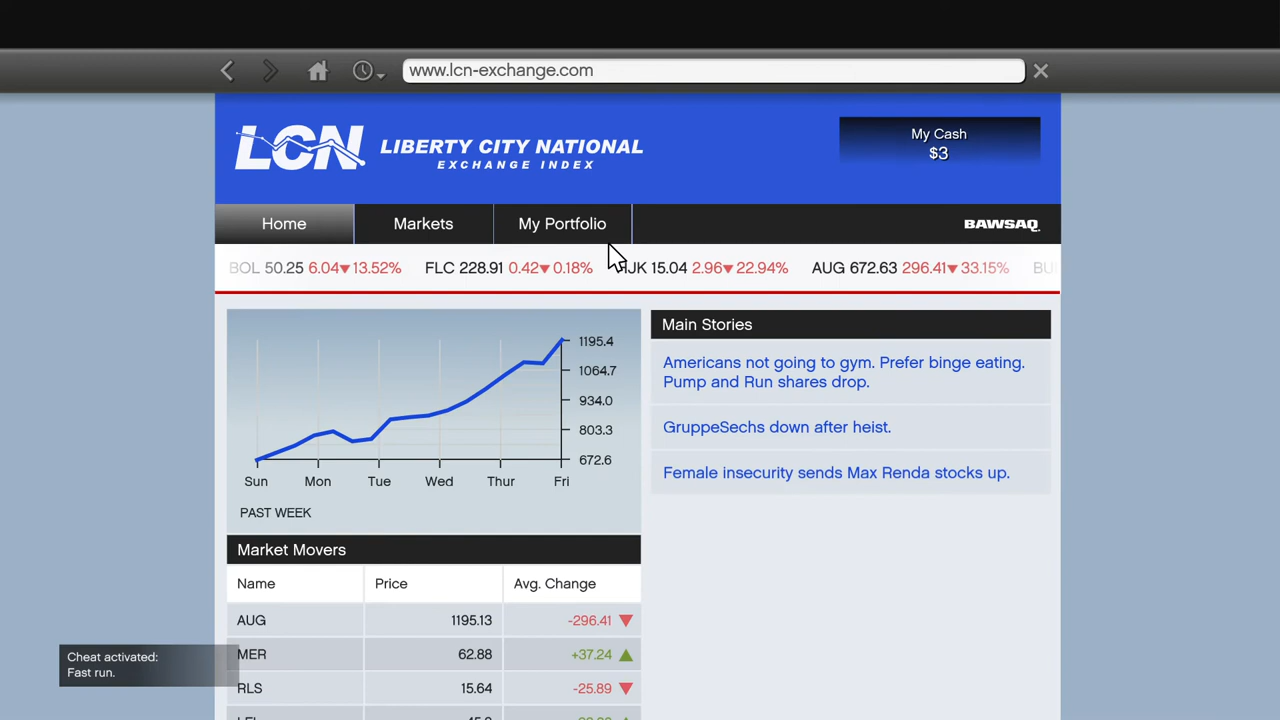 www.lcn-exchange.com
LCN LIBERTY CITY NATIONAL
EXCHANGE INDEX
My Cash
$3
Home Markets My Portfolio BAWSAQ
BOL 50.25 6.04▼13.52% FLC 228.91 0.42▼0.18% JK 15.04 2.96▼22.94% AUG 672.63 296.41▼33.15%
1195.4
1064.7
934.0
803.3
672.6
Sun Mon Tue Wed Thur Fri
PAST WEEK
Main Stories
Americans not going to gym. Prefer binge eating.
Pump and Run shares drop.
GruppeSechs down after heist.
Female insecurity sends Max Renda stocks up.
Market Movers
Name Price Avg. Change
AUG 1195.13 -296.41 ▼
MER 62.88 +37.24 ▲
RLS 15.64 -25.89 ▼
Cheat activated:
Fast run.